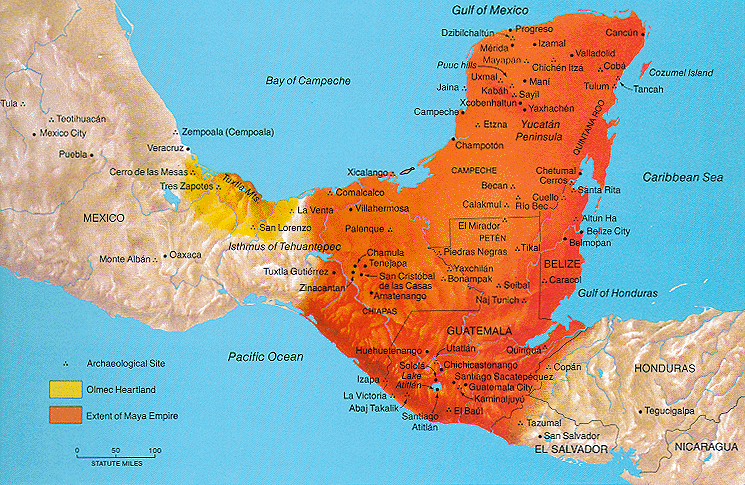 Gulf of Mexico
Dzibilchaltún
Progreso
Cancún
Mérida
Izamal
Mayapán
Valladolid
Puuc hills
Chichén Itzá
Cobá
Bay of Campeche
Uxmal
Maní
Cozumel Island
Jaina
Kabáh
Sayil
Tulum
Tancah
Tula
Xcobenhaltun
Yaxhachén
Campeche
Teotihuacán
Etzna
Yucatán
Peninsula
QUINTANA ROO
Mexico City
Zempoala (Cempoala)
Champotón
Veracruz
Puebla
Cerro de las Mesas
Xicalango
CAMPECHE
Chetumal
Cerros
Caribbean Sea
Tres Zapotes
Tuxtla Mts.
Comalcalco
Becan
Santa Rita
La Venta
Villahermosa
Calakmul
Río Bec
Cuello
MEXICO
San Lorenzo
Palenque
El Mirador
Altun Ha
Belize City
PETÉN
Belmopan
Isthmus of Tehuantepec
Tikal
Monte Albán
Oaxaca
Chamula
Piedras Negras
BELIZE
Tuxtla Gutiérrez
Tenejapa
Yaxchilán
San Cristóbal
de las Casas
Bonampak
Seibal
Caracol
Zinacantan
Amatenango
Naj Tunich
Gulf of Honduras
CHIAPAS
GUATEMALA
Pacific Ocean
Huehuetenango
Utatlán
Quiriguá
Archaeological Site
Sololá
Chichicastonango
Copán
HONDURAS
Lake
Atitlán
Santiago Sacatepéquez
Izapa
Guatemala City
Olmec Heartland
La Victoria
Kaminaljuyú
Abaj Takalik
Tegucigalpa
Extent of Maya Empire
Santiago
Atitlán
El Baúl
Tazumal
San Salvador
EL SALVADOR
NICARAGUA
0 50 100
STATUTE MILES